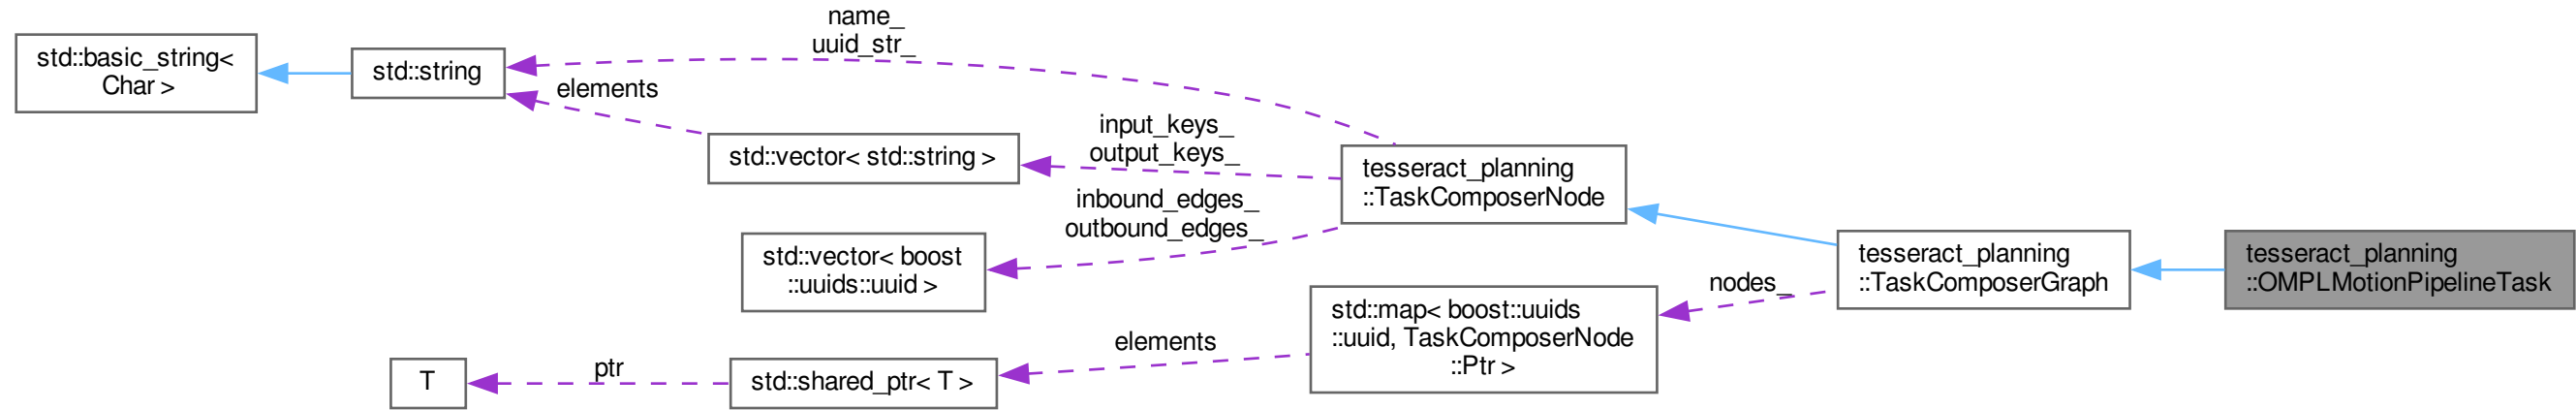 std::basic_string<
Char >
std::string
name_
uuid_str_
elements
std::vector< std::string >
input_keys_
output_keys_
inbound_edges_
outbound_edges_
std::vector< boost
::uuids::uuid >
tesseract_planning
::TaskComposerNode
tesseract_planning
::TaskComposerGraph
tesseract_planning
::OMPLMotionPipelineTask
nodes_
std::map< boost::uuids
::uuid, TaskComposerNode
::Ptr >
elements
std::shared_ptr< T >
ptr
T